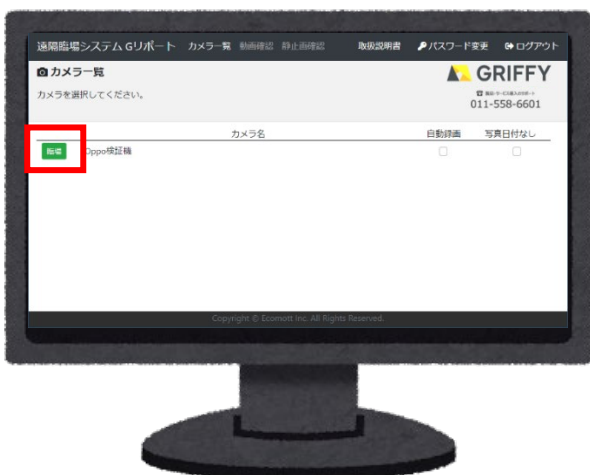 遠隔臨場システム Gリポート カメラ一覧 動画確認 静止画確認 取扱説明書 パスワード変更 ログアウト
カメラ一覧
GRIFFY
カメラを選択してください。
011-558-6601
カメラ名 自動録画 写真日付なし
臨場 Oppo検証機
Copyright © Ecomott Inc. All Rights Reserved.